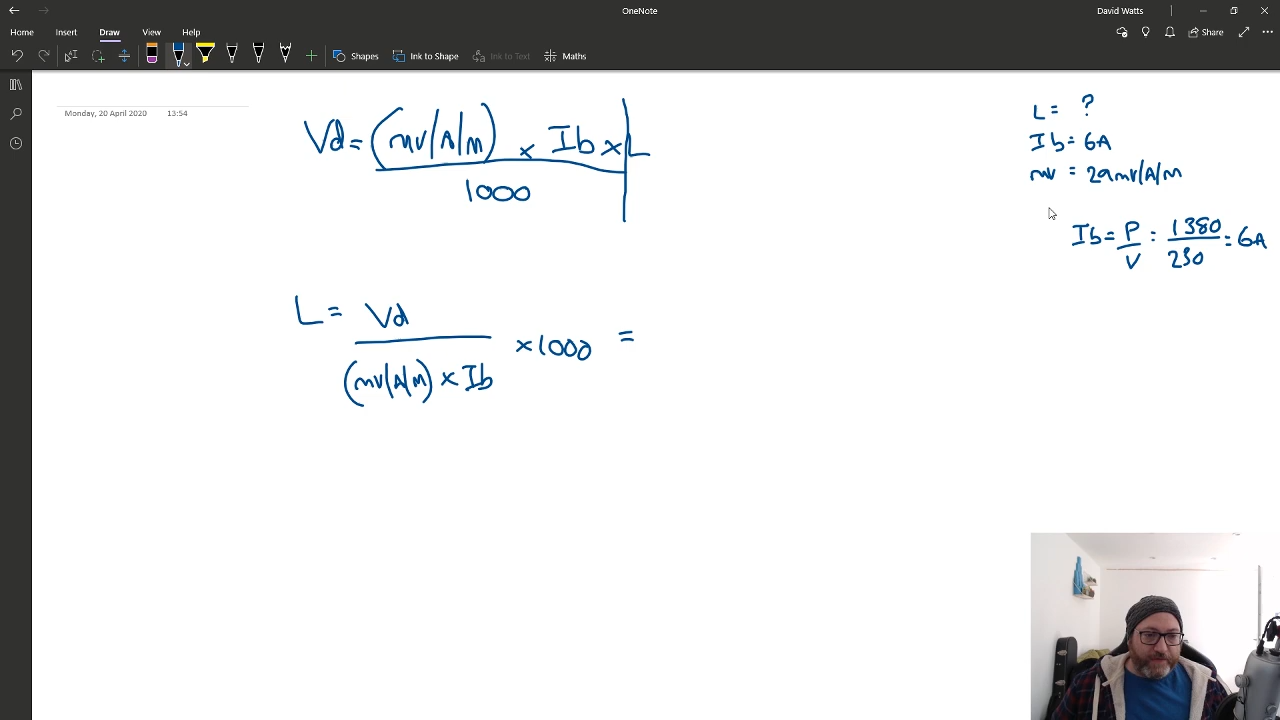 OneNote
David Watts
Home Insert Draw View Help
Share
Shapes Ink to Shape Ink to Text Maths
Monday, 20 April 2020 13:54
Vd = (mv/A/M) × Ib × L
1000
L = ?
Ib = 6A
mv = 29mv/A/M
Ib = P = 1380 = 6A
V 230
L = Vd × 1000 =
(mv/A/M) × Ib